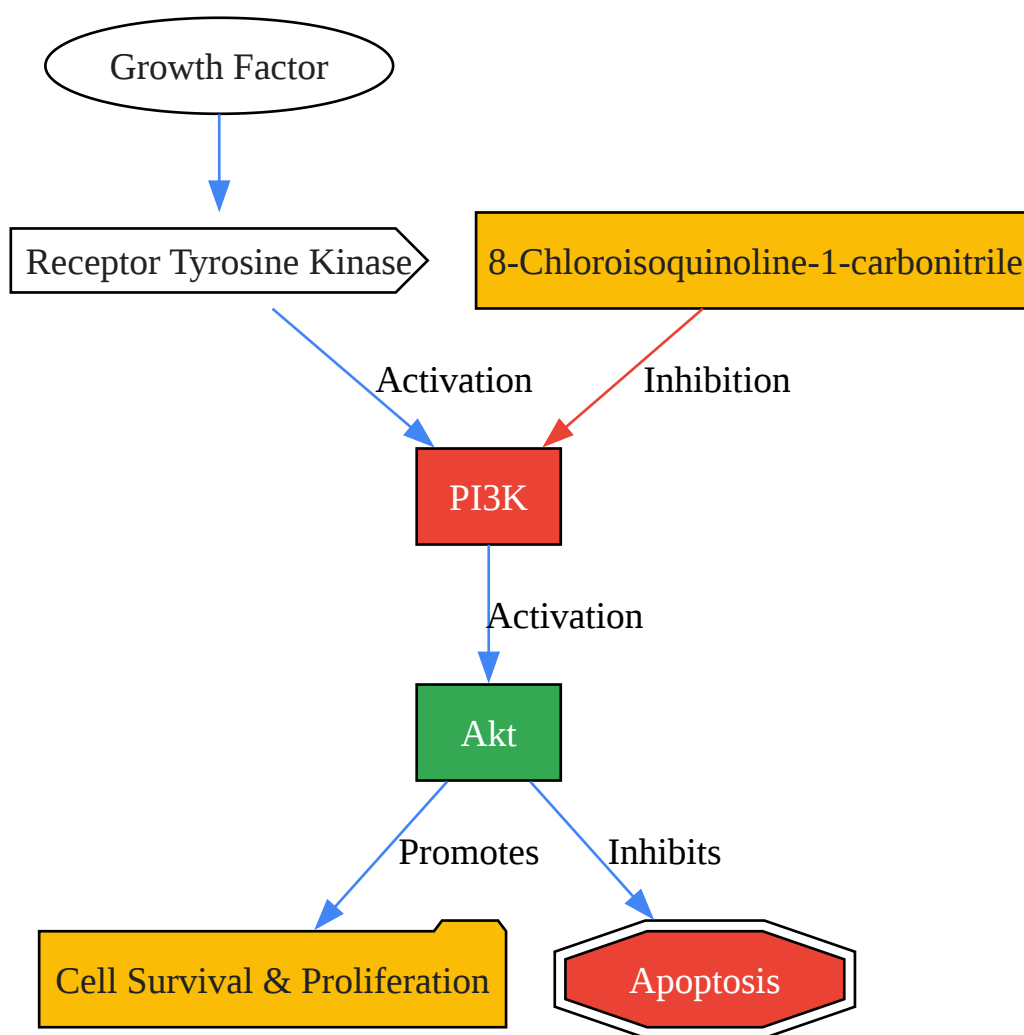 Growth Factor
Receptor Tyrosine Kinase
8-Chloroisoquinoline-1-carbonitrile
Activation
Inhibition
PI3K
Activation
Akt
Promotes
Inhibits
Cell Survival & Proliferation
Apoptosis